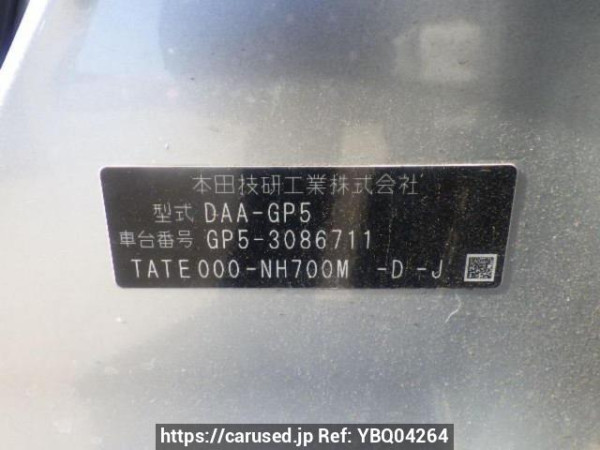 本田技研工業株式会社
型式 DAA-GP5
車台番号 GP5-3086711
TATE000-NH700M -D -J
https://carused.jp Ref: YBQ04264